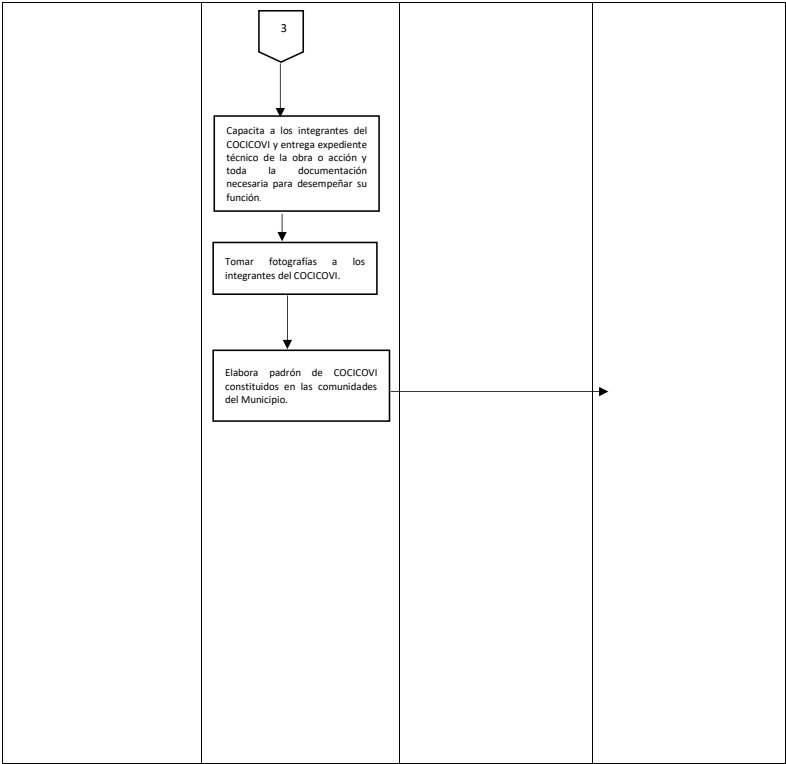 3
Capacita a los integrantes del
COCICOVI y entrega expediente
técnico de la obra o acción y
toda la documentación
necesaria para desempeñar su
función.
Tomar fotografías a los
integrantes del COCICOVI.
Elabora padrón de COCICOVI
constituidos en las comunidades
del Municipio.